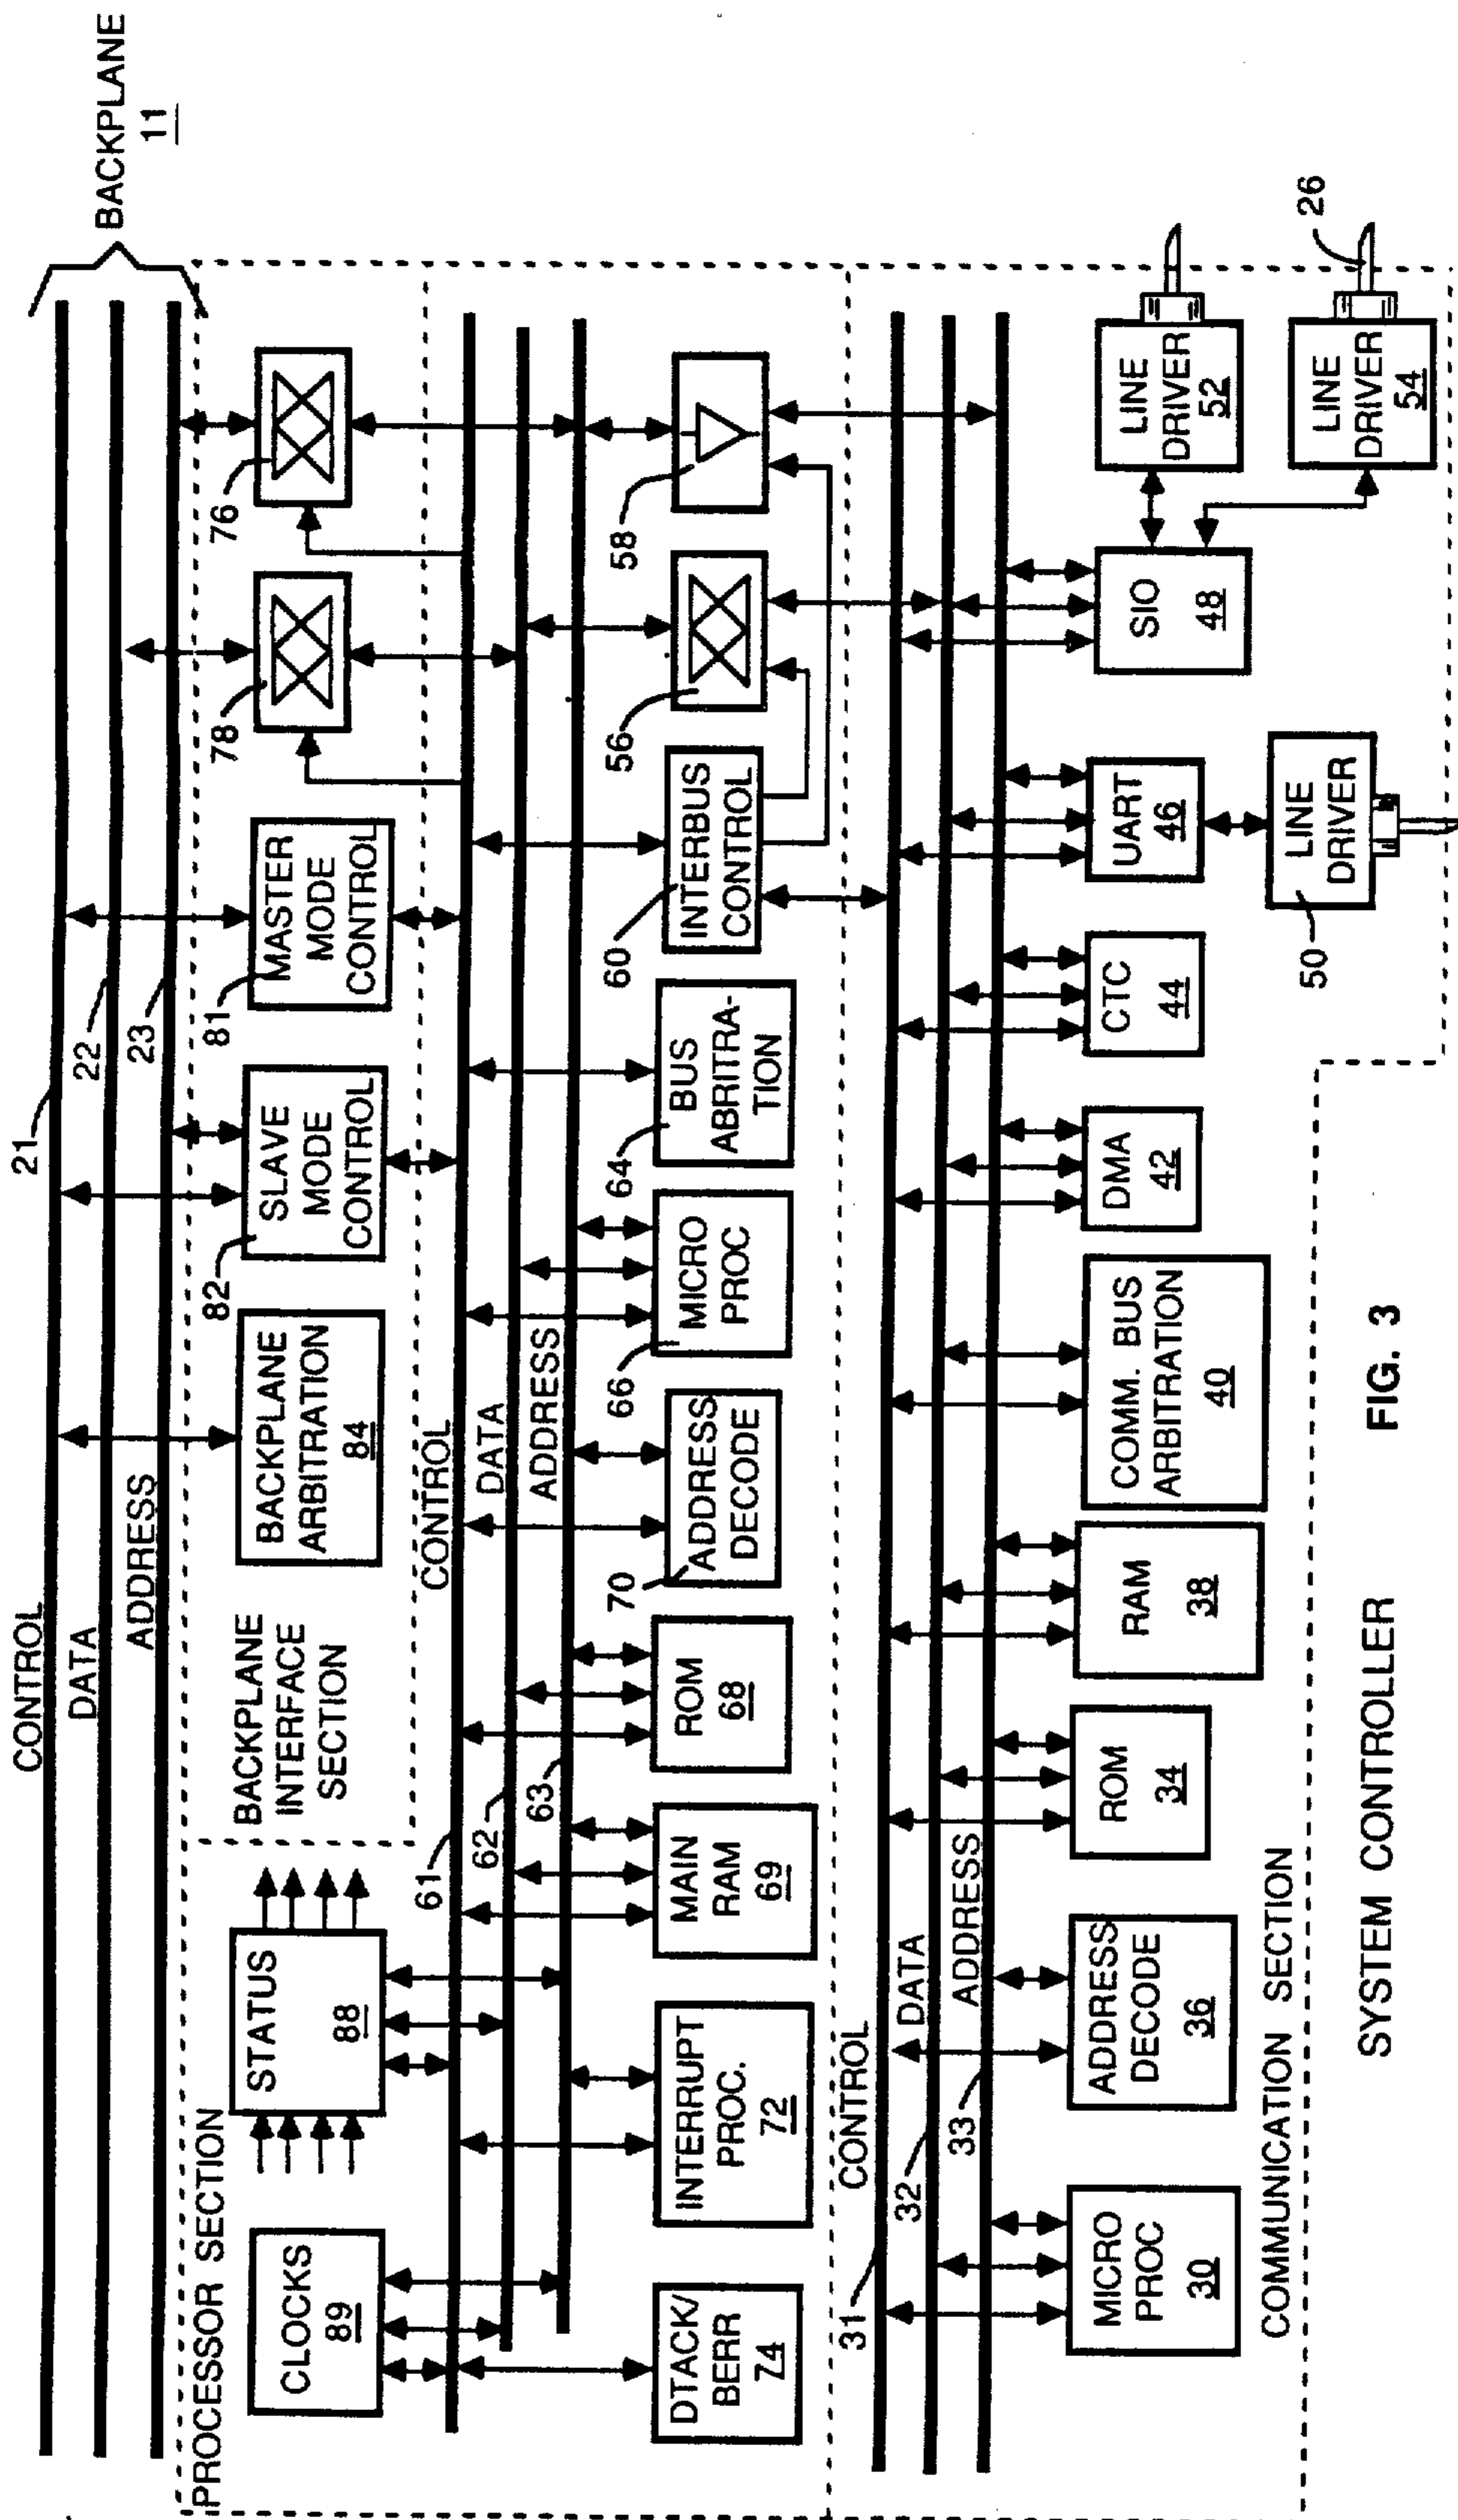 CONTROL
21
BACKPLANE
11
DATA
22
ADDRESS
23
PROCESSOR SECTION
BACKPLANE
INTERFACE
SECTION
CLOCKS
89
STATUS
88
BACKPLANE
ARBITRATION
84
82
SLAVE
MODE
CONTROL
81
MASTER
MODE
CONTROL
78
76
61
CONTROL
62
DATA
63
ADDRESS
DTACK/
BERR
74
INTERRUPT
PROC.
72
MAIN
RAM
69
ROM
68
70
ADDRESS
DECODE
66
MICRO
PROC
64
BUS
ABRITRA-
TION
60
INTERBUS
CONTROL
56
58
31
CONTROL
32
DATA
33
ADDRESS
MICRO
PROC
30
ADDRESS
DECODE
36
ROM
34
RAM
38
COMM. BUS
ARBITRATION
40
DMA
42
CTC
44
UART
46
SIO
48
LINE
DRIVER
52
50
LINE
DRIVER
LINE
DRIVER
54
26
COMMUNICATION SECTION
SYSTEM CONTROLLER
FIG. 3